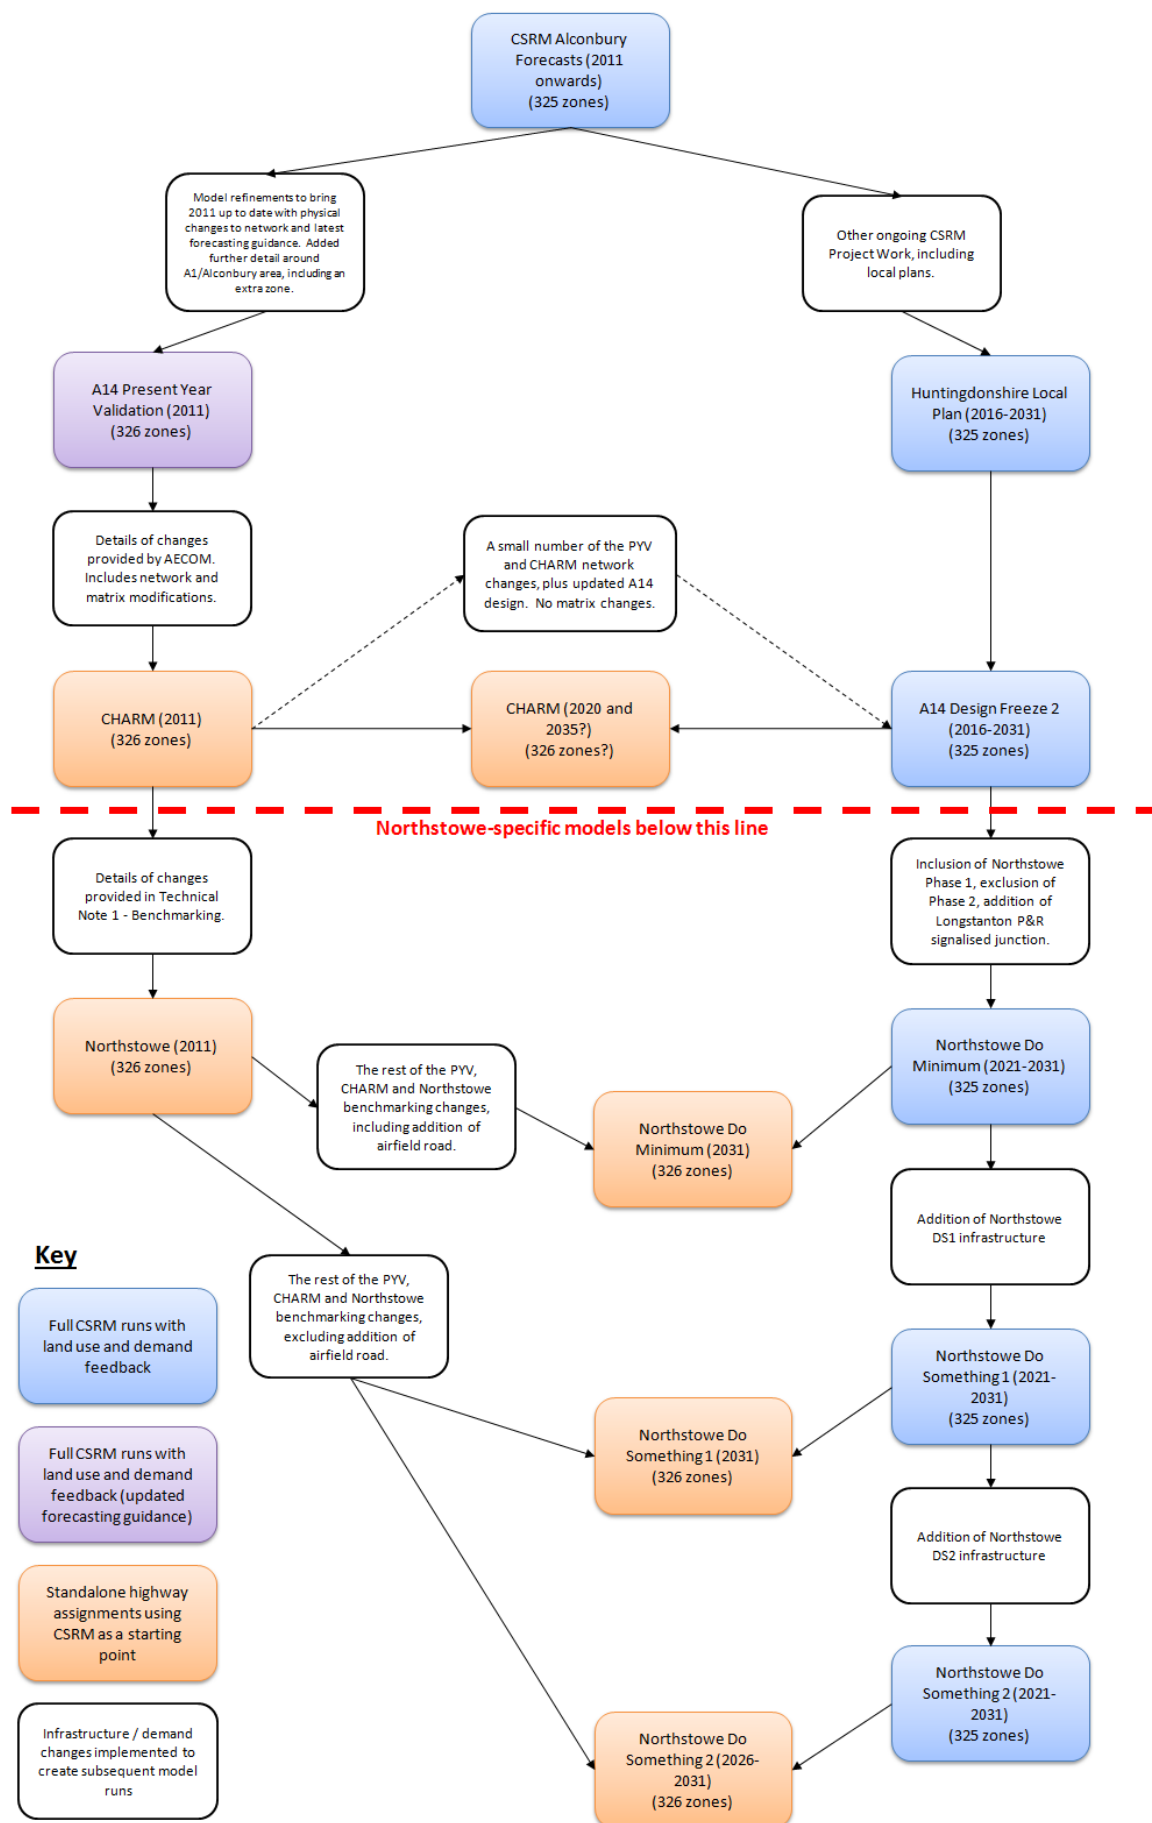 CSRM Alconbury
Forecasts (2011
onwards)
(325 zones)
Model refinements to bring
2011 up to date with physical
changes to network and latest
forecasting guidance. Added
further detail around
A1/Alconbury area, including an
extra zone.
Other ongoing CSRM
Project Work, including
local plans.
A14 Present Year
Validation (2011)
(326 zones)
Huntingdonshire Local
Plan (2016-2031)
(325 zones)
Details of changes
provided by AECOM.
Includes network and
matrix modifications.
A small number of the PYV
and CHARM network
changes, plus updated A14
design. No matrix changes.
CHARM (2011)
(326 zones)
CHARM (2020 and
2035?)
(326 zones?)
A14 Design Freeze 2
(2016-2031)
(325 zones)
Northstowe-specific models below this line
Details of changes
provided in Technical
Note 1 - Benchmarking.
Inclusion of Northstowe
Phase 1, exclusion of
Phase 2, addition of
Longstanton P&R
signalised junction.
Northstowe (2011)
(326 zones)
The rest of the PYV,
CHARM and Northstowe
benchmarking changes,
including addition of
airfield road.
Northstowe Do
Minimum (2031)
(326 zones)
Northstowe Do
Minimum (2021-2031)
(325 zones)
Addition of Northstowe
DS1 infrastructure
The rest of the PYV,
CHARM and Northstowe
benchmarking changes,
excluding addition of
airfield road.
Northstowe Do
Something 1 (2031)
(326 zones)
Northstowe Do
Something 1 (2021-
2031)
(325 zones)
Addition of Northstowe
DS2 infrastructure
Northstowe Do
Something 2 (2026-
2031)
(326 zones)
Northstowe Do
Something 2 (2021-
2031)
(325 zones)
Key
Full CSRM runs with
land use and demand
feedback
Full CSRM runs with
land use and demand
feedback (updated
forecasting guidance)
Standalone highway
assignments using
CSRM as a starting
point
Infrastructure / demand
changes implemented to
create subsequent model
runs